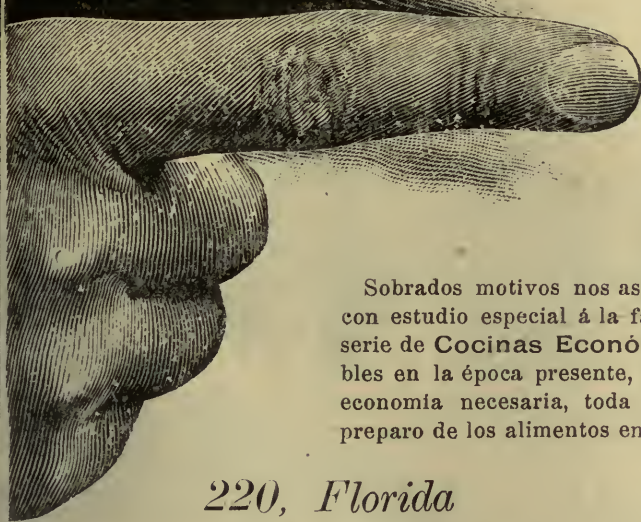 Sobrados motivos nos as
con estudio especial á la f
serie de Cocinas Econó
bles en la época presente,
economía necesaria, toda
preparo de los alimentos en
220, Florida